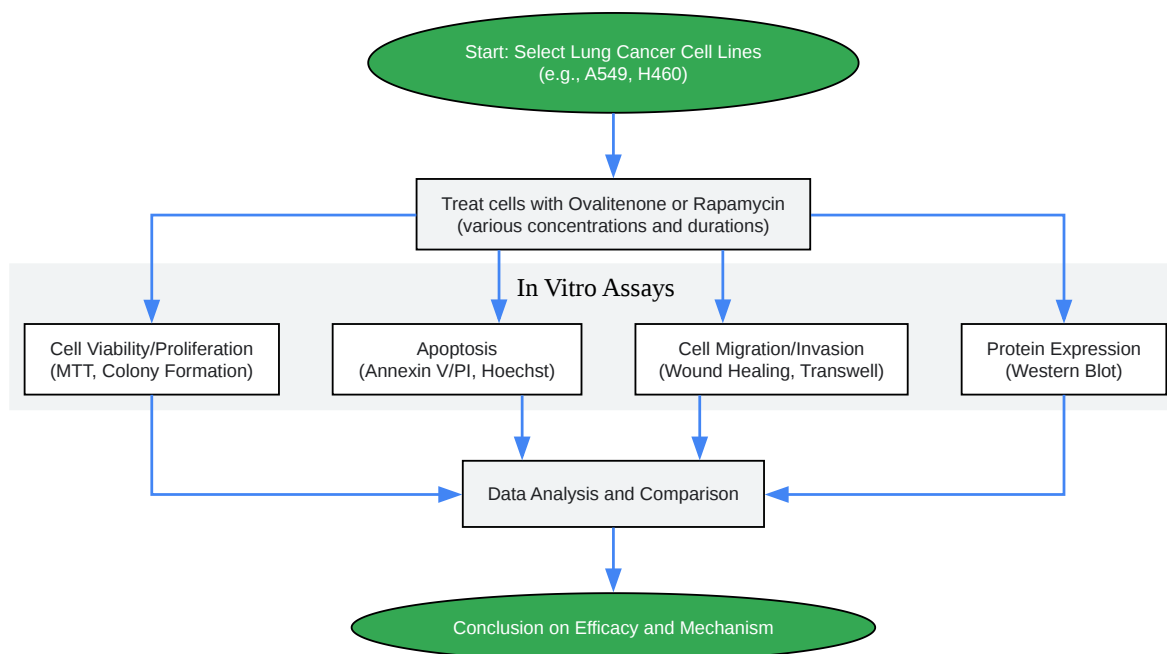 Start: Select Lung Cancer Cell Lines
(e.g., A549, H460)
Treat cells with Ovalitenone or Rapamycin
(various concentrations and durations)
In Vitro Assays
Cell Viability/Proliferation
(MTT, Colony Formation)
Apoptosis
(Annexin V/PI, Hoechst)
Cell Migration/Invasion
(Wound Healing, Transwell)
Protein Expression
(Western Blot)
Data Analysis and Comparison
Conclusion on Efficacy and Mechanism